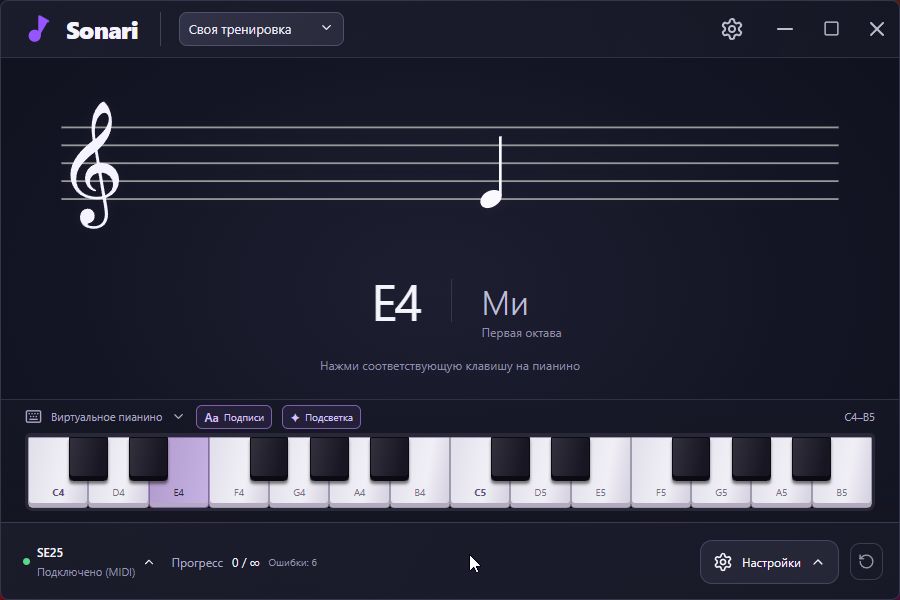 Sonari
Своя тренировка
E4
Ми
Первая октава
Нажми соответствующую клавишу на пианино
Виртуальное пианино
Aa Подписи
Подсветка
C4–B5
C4 D4 E4 F4 G4 A4 B4 C5 D5 E5 F5 G5 A5 B5
SE25
Подключено (MIDI)
Прогресс 0 / ∞ Ошибки: 6
Настройки